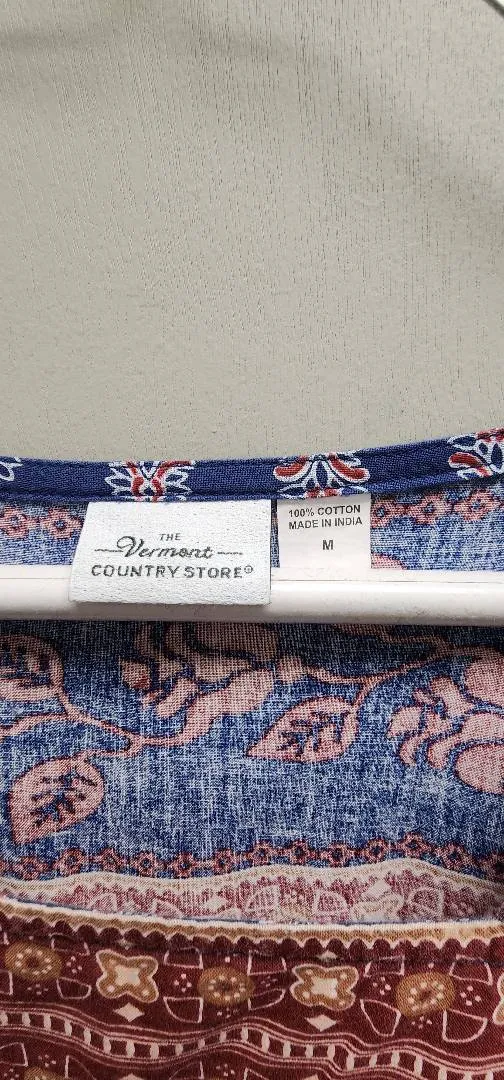 THE
Vermont
COUNTRY STORE®
100% COTTON
MADE IN INDIA
M